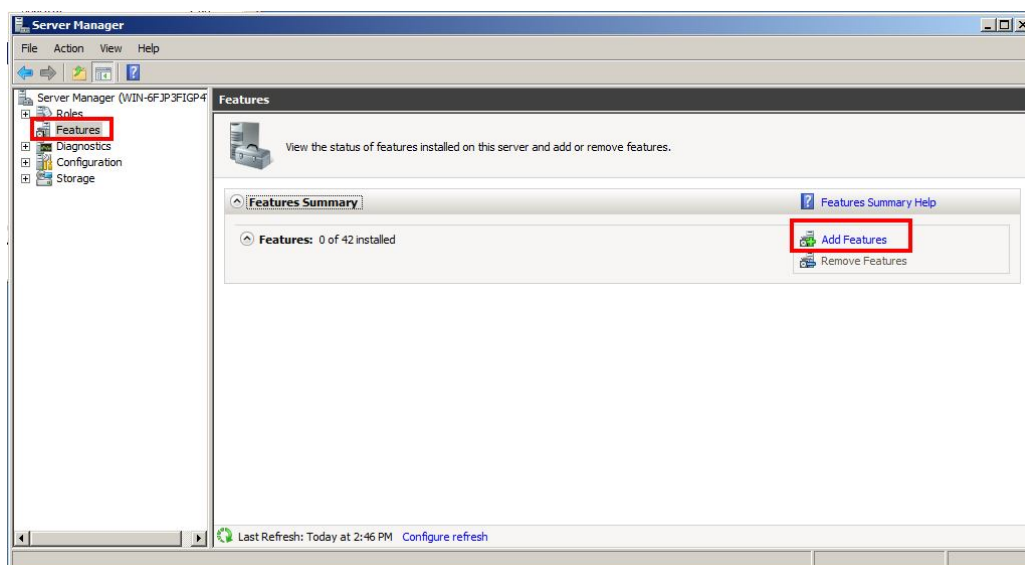 Server Manager
File Action View Help
Server Manager (WIN-6FJP3FIGP4
Roles
Features
Diagnostics
Configuration
Storage
Features
View the status of features installed on this server and add or remove features.
Features Summary
Features Summary Help
Features: 0 of 42 installed
Add Features
Remove Features
Last Refresh: Today at 2:46 PM Configure refresh